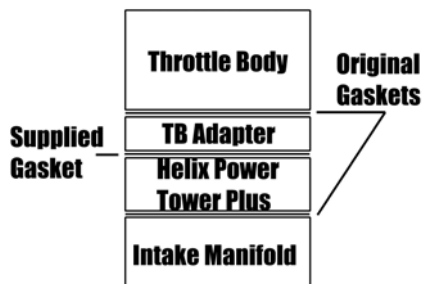 Throttle Body
Original
Gaskets
Supplied
Gasket
TB Adapter
Helix Power
Tower Plus
Intake Manifold